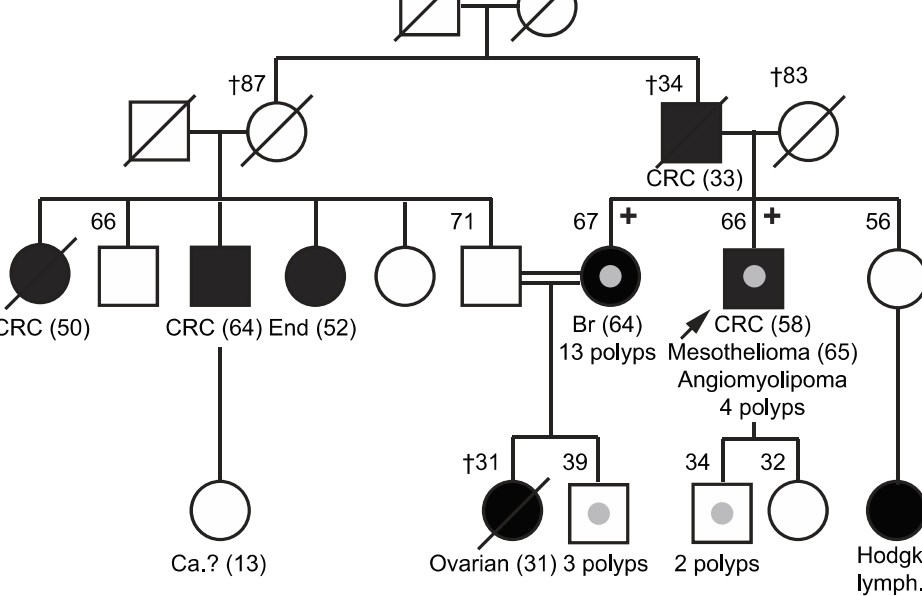 †87
†34
†83
CRC (33)
66
71
67 +
66 +
56
CRC (50)
CRC (64)
End (52)
Br (64)
13 polyps
CRC (58)
Mesothelioma (65)
Angiomyolipoma
4 polyps
†31
39
34
32
Ca.? (13)
Ovarian (31)
3 polyps
2 polyps
Hodgk
lymph.